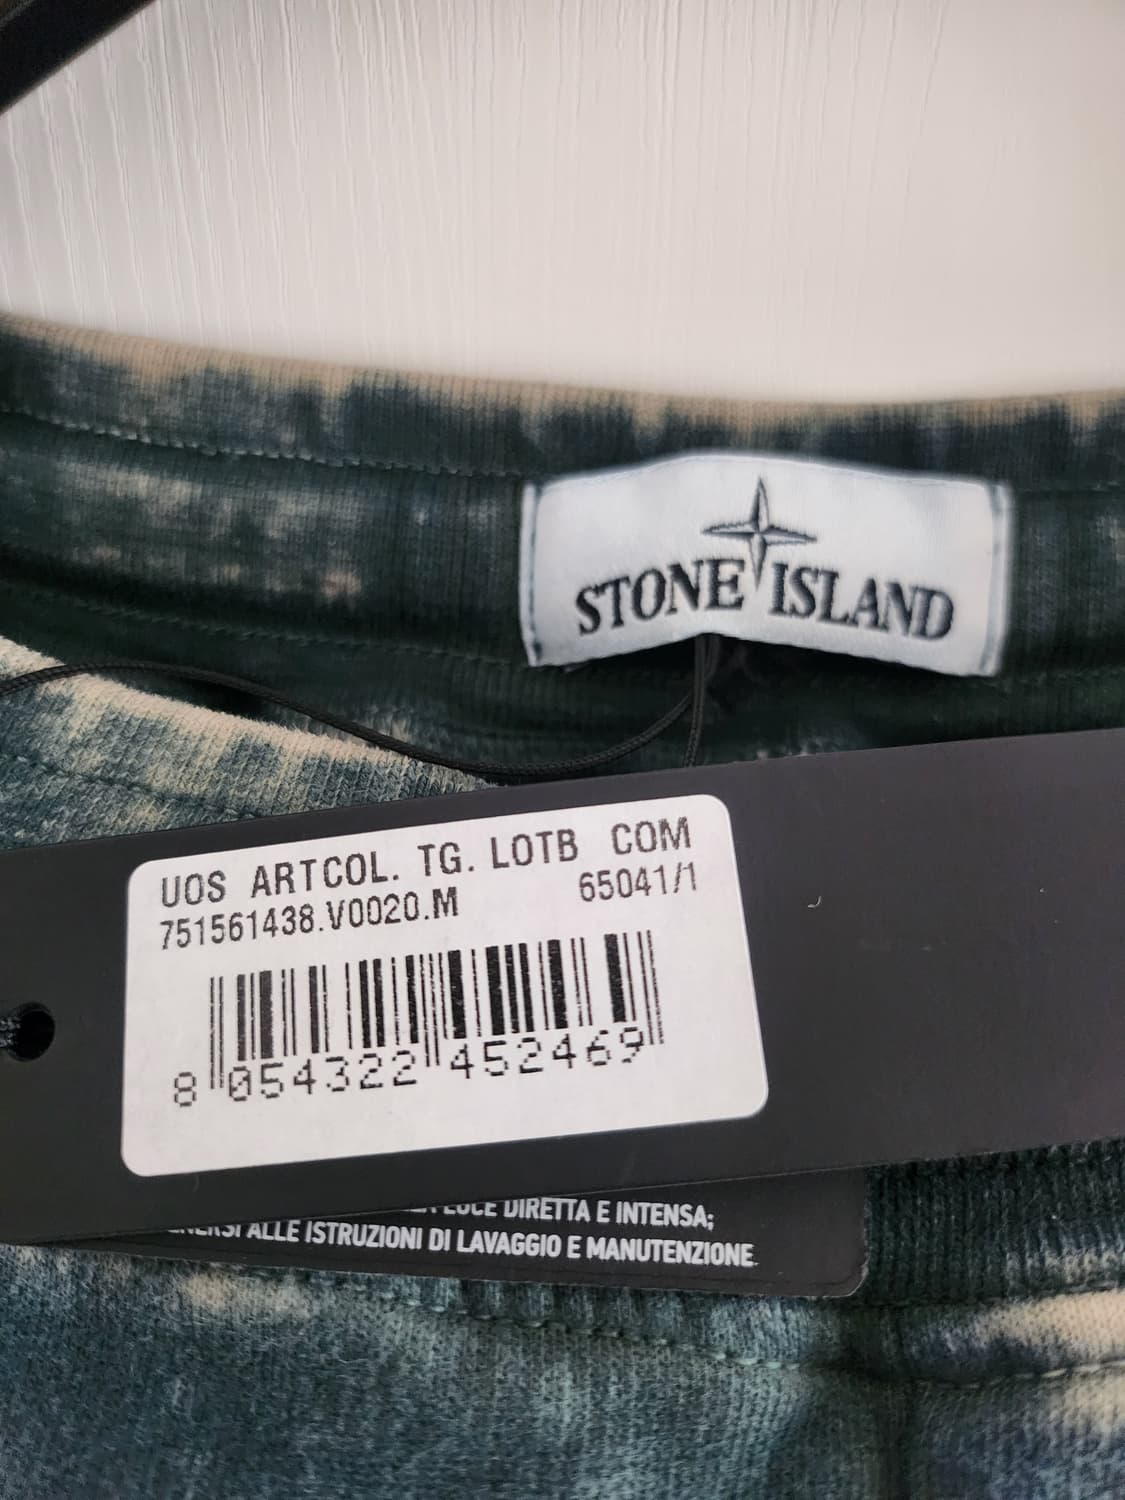 STONE ISLAND
UOS ARTCOL. TG. LOTB COM
751561438.V0020.M 65041/1
8 054322 452469
LUCE DIRETTA E INTENSA;
ALLE ISTRUZIONI DI LAVAGGIO E MANUTENZIONE.